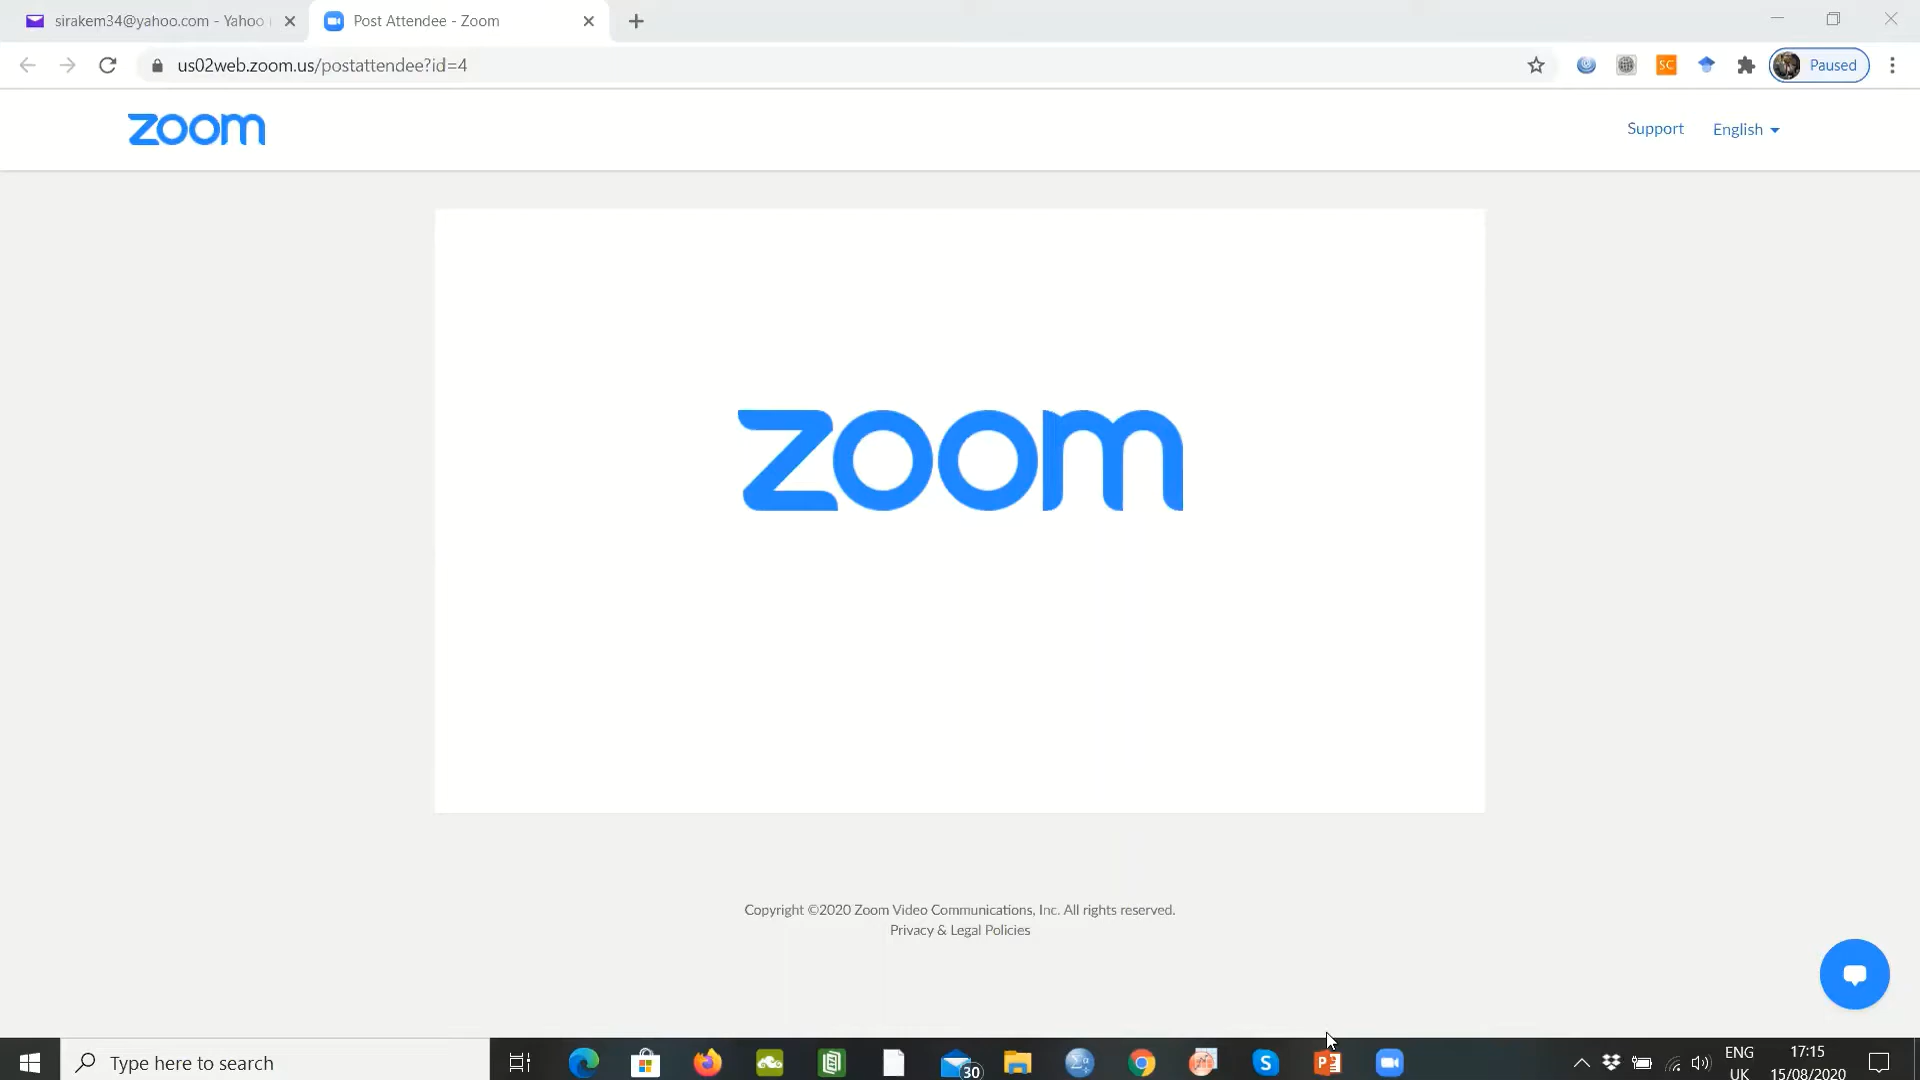 sirakem34@yahoo.com - Yahoo
Post Attendee - Zoom
us02web.zoom.us/postattendee?id=4
SC
Paused
zoom
Support
English
zoom
Copyright ©2020 Zoom Video Communications, Inc. All rights reserved.
Privacy & Legal Policies
Type here to search
30
S
P
ENG
UK
17:15
15/08/2020